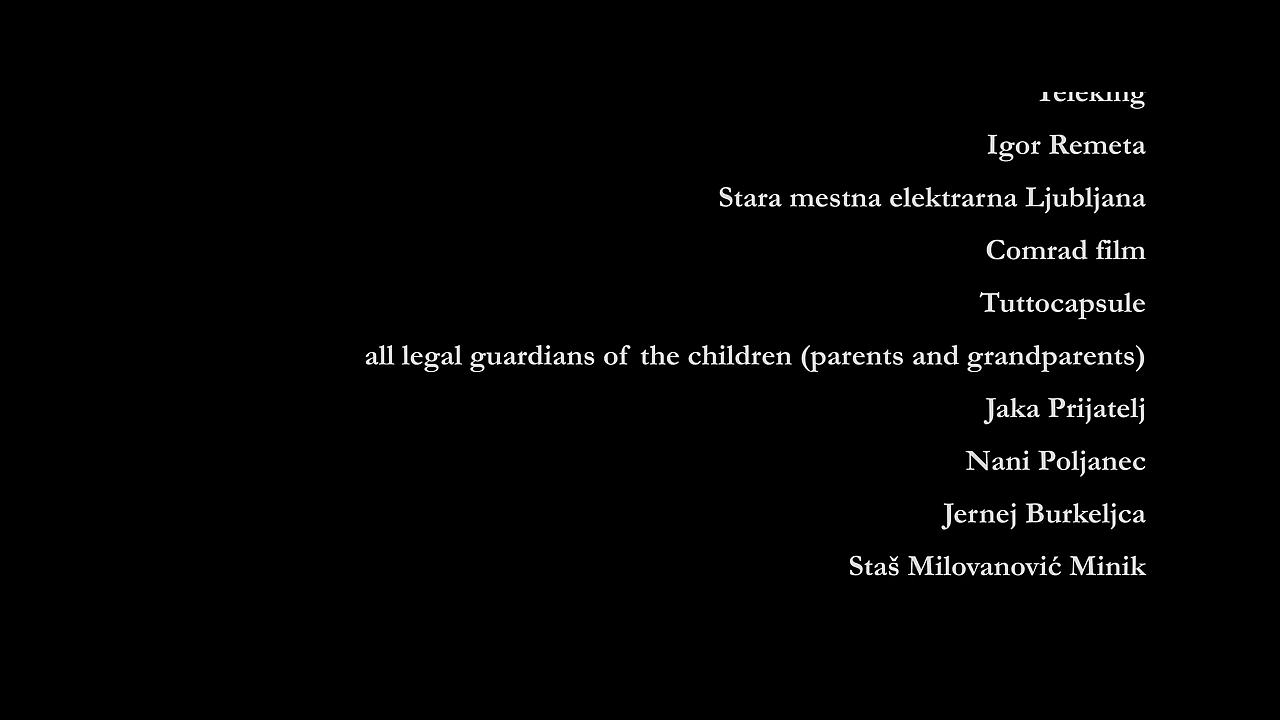 Teleking
Igor Remeta
Stara mestna elektrarna Ljubljana
Comrad film
Tuttocapsule
all legal guardians of the children (parents and grandparents)
Jaka Prijatelj
Nani Poljanec
Jernej Burkeljca
Staš Milovanović Minik